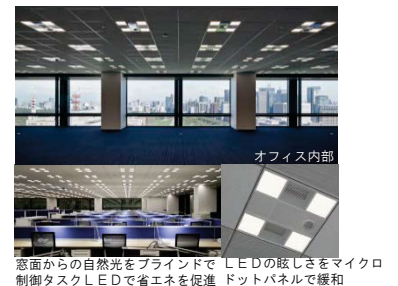 オフィス内部
窓面からの自然光をブラインドで
制御タスクLEDで省エネを促進
LEDの眩しさをマイクロ
ドットパネルで緩和